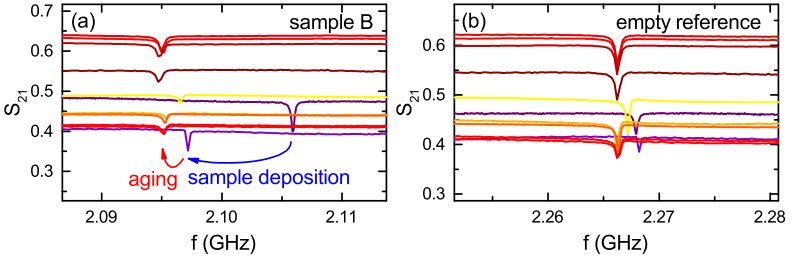 (a) sample B
0.7
0.6
0.5
0.4
0.3
S21
aging sample deposition
2.09 2.10 2.11
f (GHz)
(b) empty reference
0.6
0.5
0.4
0.3
S21
2.26 2.27 2.28
f (GHz)